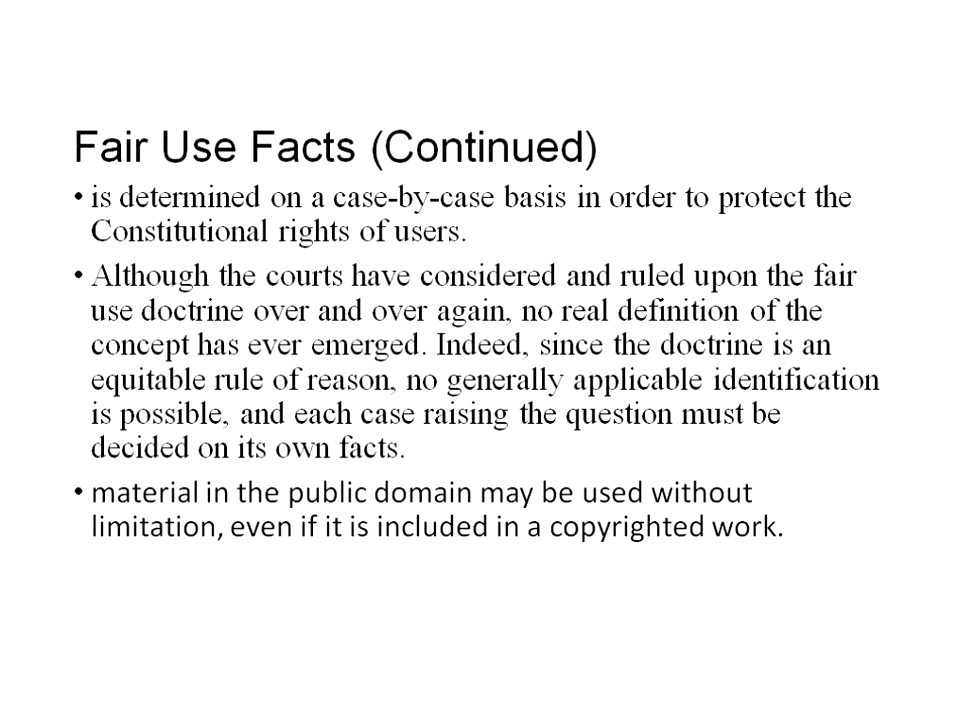 Fair Use Facts (Continued)
• is determined on a case-by-case basis in order to protect the
Constitutional rights of users.
• Although the courts have considered and ruled upon the fair
use doctrine over and over again, no real definition of the
concept has ever emerged. Indeed, since the doctrine is an
equitable rule of reason, no generally applicable identification
is possible, and each case raising the question must be
decided on its own facts.
• material in the public domain may be used without
limitation, even if it is included in a copyrighted work.